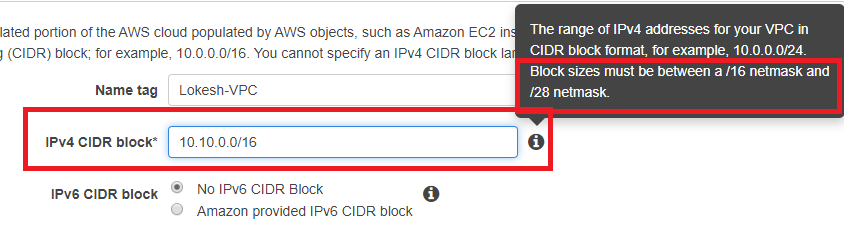 lated portion of the AWS cloud populated by AWS objects, such as Amazon EC2 ins
g (CIDR) block; for example, 10.0.0.0/16. You cannot specify an IPv4 CIDR block lar
The range of IPv4 addresses for your VPC in
CIDR block format, for example, 10.0.0.0/24.
Block sizes must be between a /16 netmask and
/28 netmask.
Name tag Lokesh-VPC
IPv4 CIDR block* 10.10.0.0/16
IPv6 CIDR block No IPv6 CIDR Block
Amazon provided IPv6 CIDR block